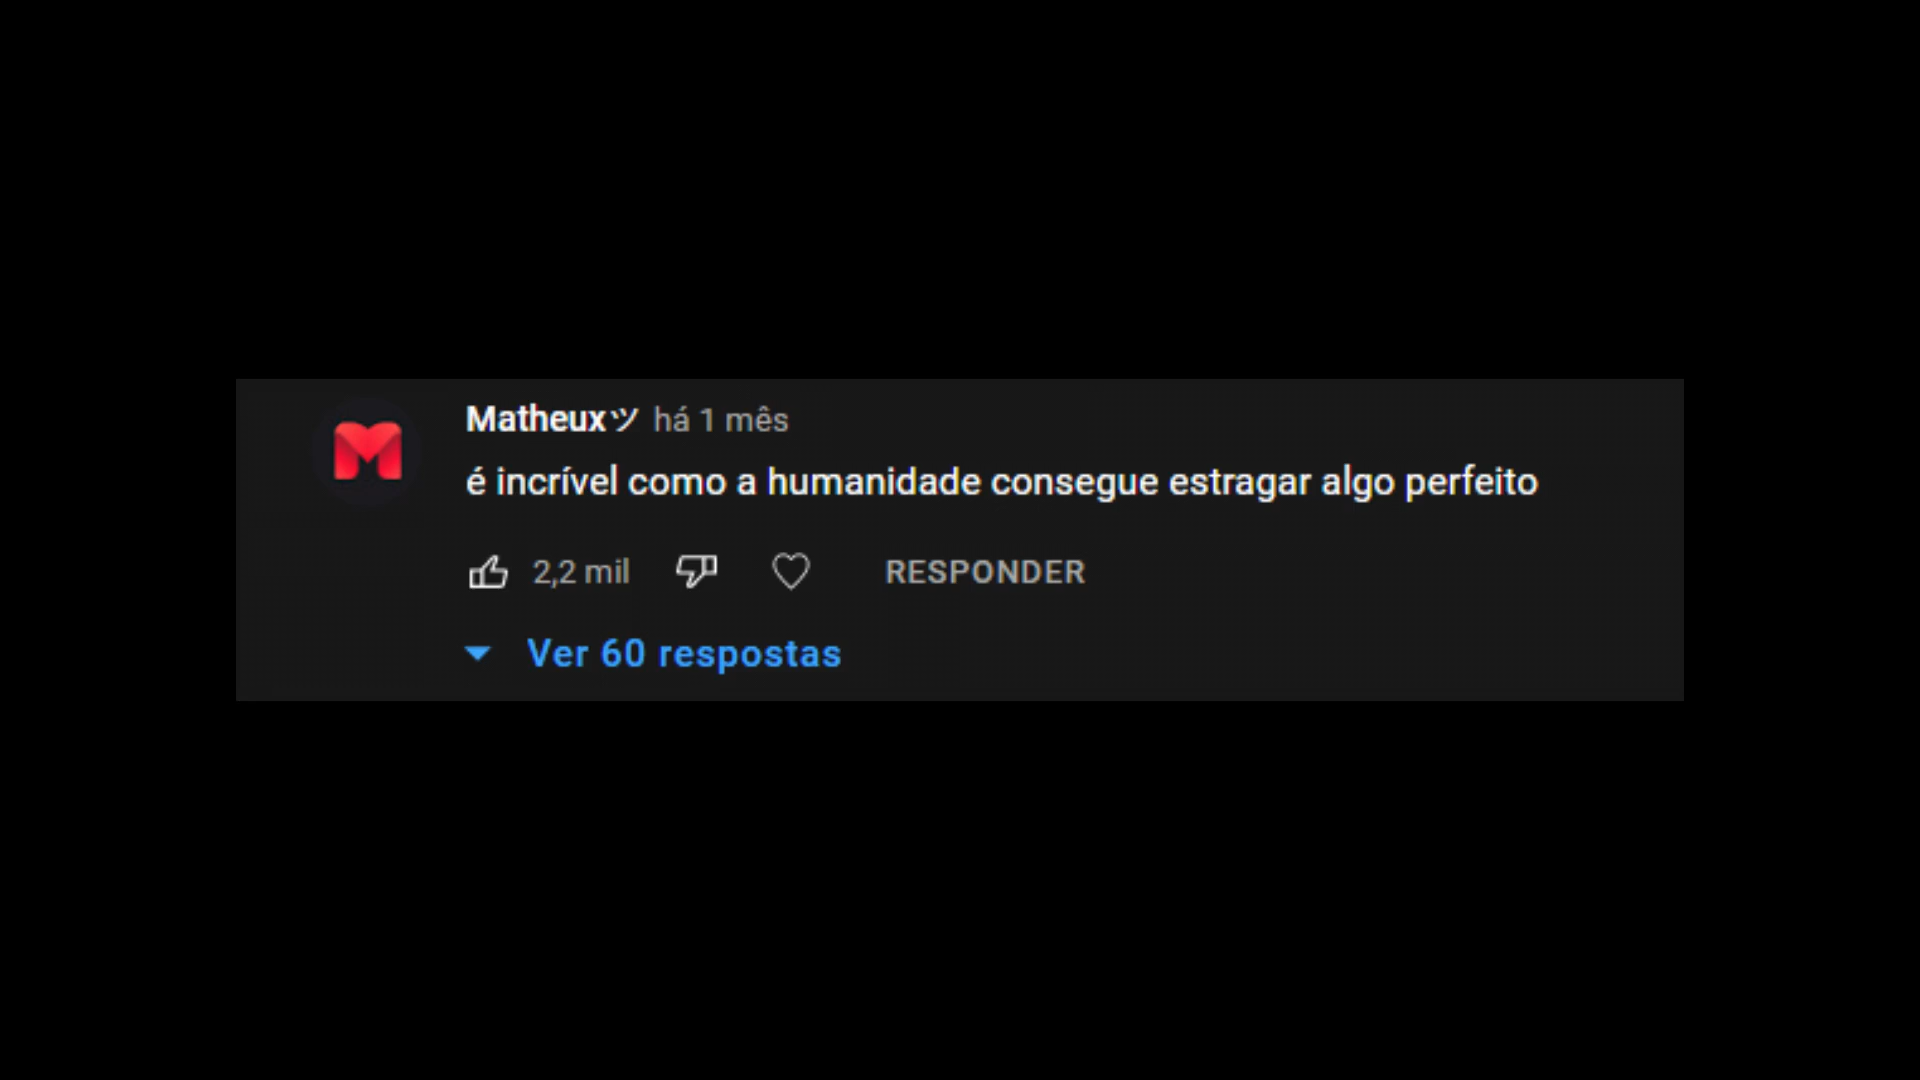 Matheuxツ há 1 mês
é incrível como a humanidade consegue estragar algo perfeito
2,2 mil RESPONDER
Ver 60 respostas